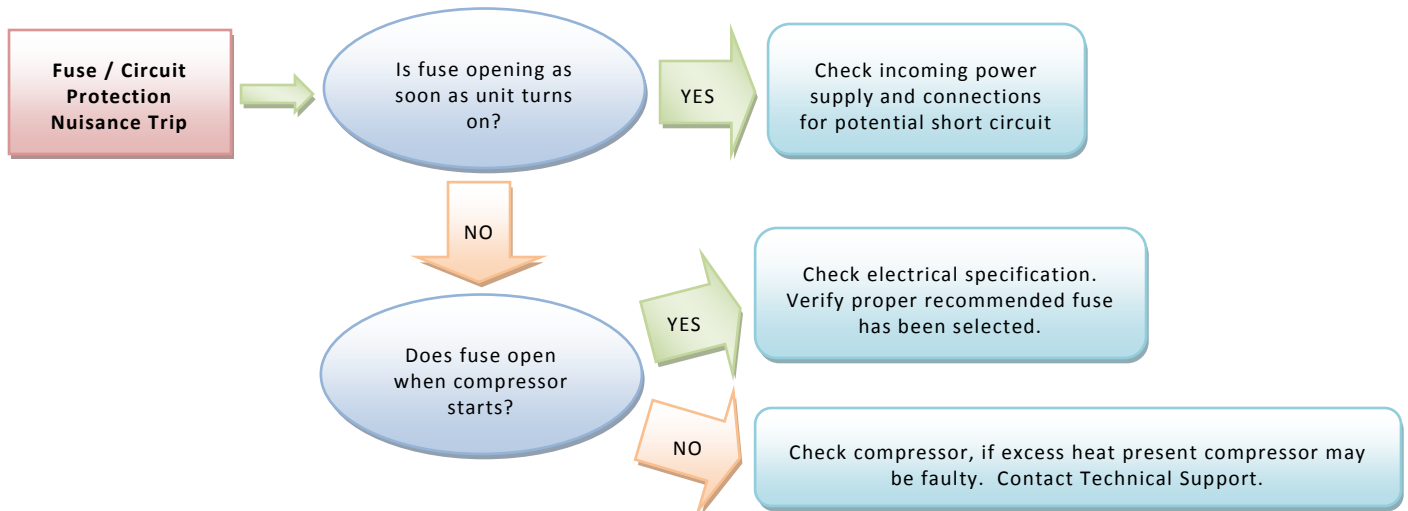 Fuse / Circuit
Protection
Nuisance Trip
Is fuse opening as
soon as unit turns
on?
YES
Check incoming power
supply and connections
for potential short circuit
NO
Does fuse open
when compressor
starts?
YES
Check electrical specification.
Verify proper recommended fuse
has been selected.
NO
Check compressor, if excess heat present compressor may
be faulty.  Contact Technical Support.